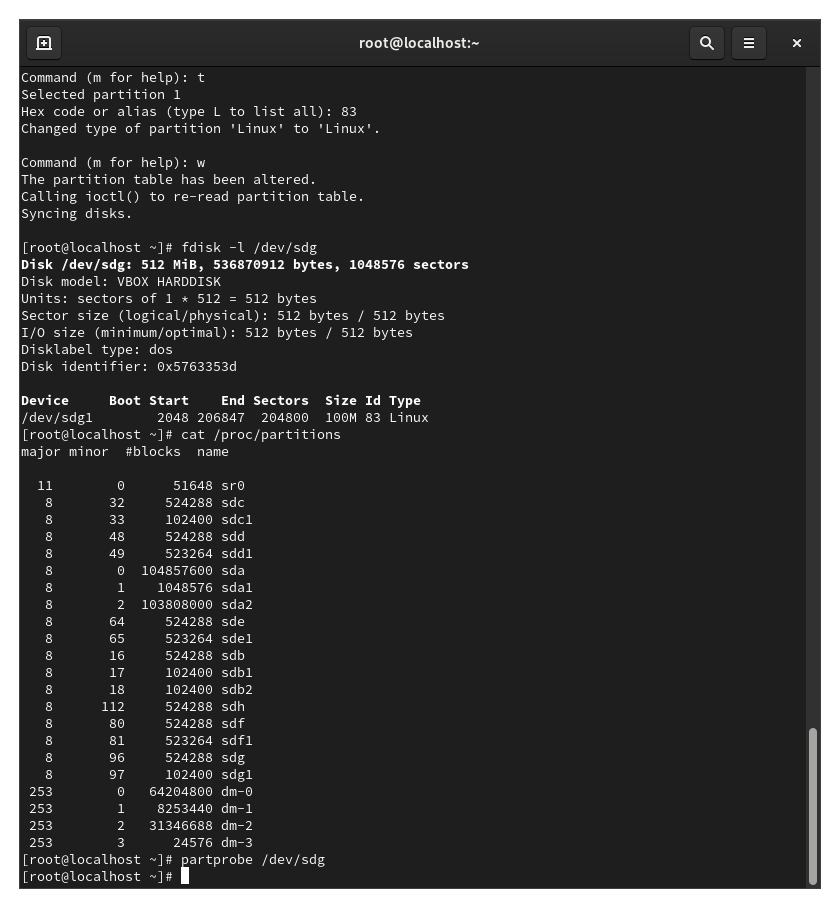 root@localhost:~
Command (m for help): t
Selected partition 1
Hex code or alias (type L to list all): 83
Changed type of partition 'Linux' to 'Linux'.
Command (m for help): w
The partition table has been altered.
Calling ioctl() to re-read partition table.
Syncing disks.
[root@localhost ~]# fdisk -l /dev/sdg
Disk /dev/sdg: 512 MiB, 536870912 bytes, 1048576 sectors
Disk model: VBOX HARDDISK
Units: sectors of 1 * 512 = 512 bytes
Sector size (logical/physical): 512 bytes / 512 bytes
I/O size (minimum/optimal): 512 bytes / 512 bytes
Disklabel type: dos
Disk identifier: 0x5763353d
Device     Boot Start    End Sectors  Size Id Type
/dev/sdg1        2048 206847  204800  100M 83 Linux
[root@localhost ~]# cat /proc/partitions
major minor  #blocks  name
  11        0      51648 sr0
   8       32     524288 sdc
   8       33     102400 sdc1
   8       48     524288 sdd
   8       49     523264 sdd1
   8        0  104857600 sda
   8        1    1048576 sda1
   8        2  103808000 sda2
   8       64     524288 sde
   8       65     523264 sde1
   8       16     524288 sdb
   8       17     102400 sdb1
   8       18     102400 sdb2
   8      112     524288 sdh
   8       80     524288 sdf
   8       81     523264 sdf1
   8       96     524288 sdg
   8       97     102400 sdg1
 253        0   64204800 dm-0
 253        1    8253440 dm-1
 253        2   31346688 dm-2
 253        3      24576 dm-3
[root@localhost ~]# partprobe /dev/sdg
[root@localhost ~]#